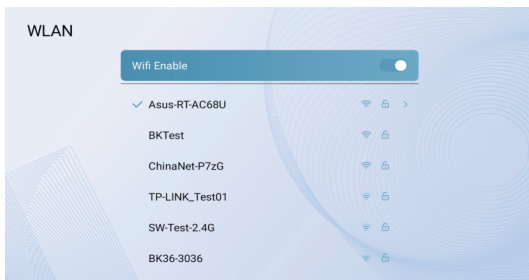 WLAN
Wifi Enable
Asus-RT-AC68U
BKTest
ChinaNet-P7zG
TP-LINK_Test01
SW-Test-2.4G
BK36-3036